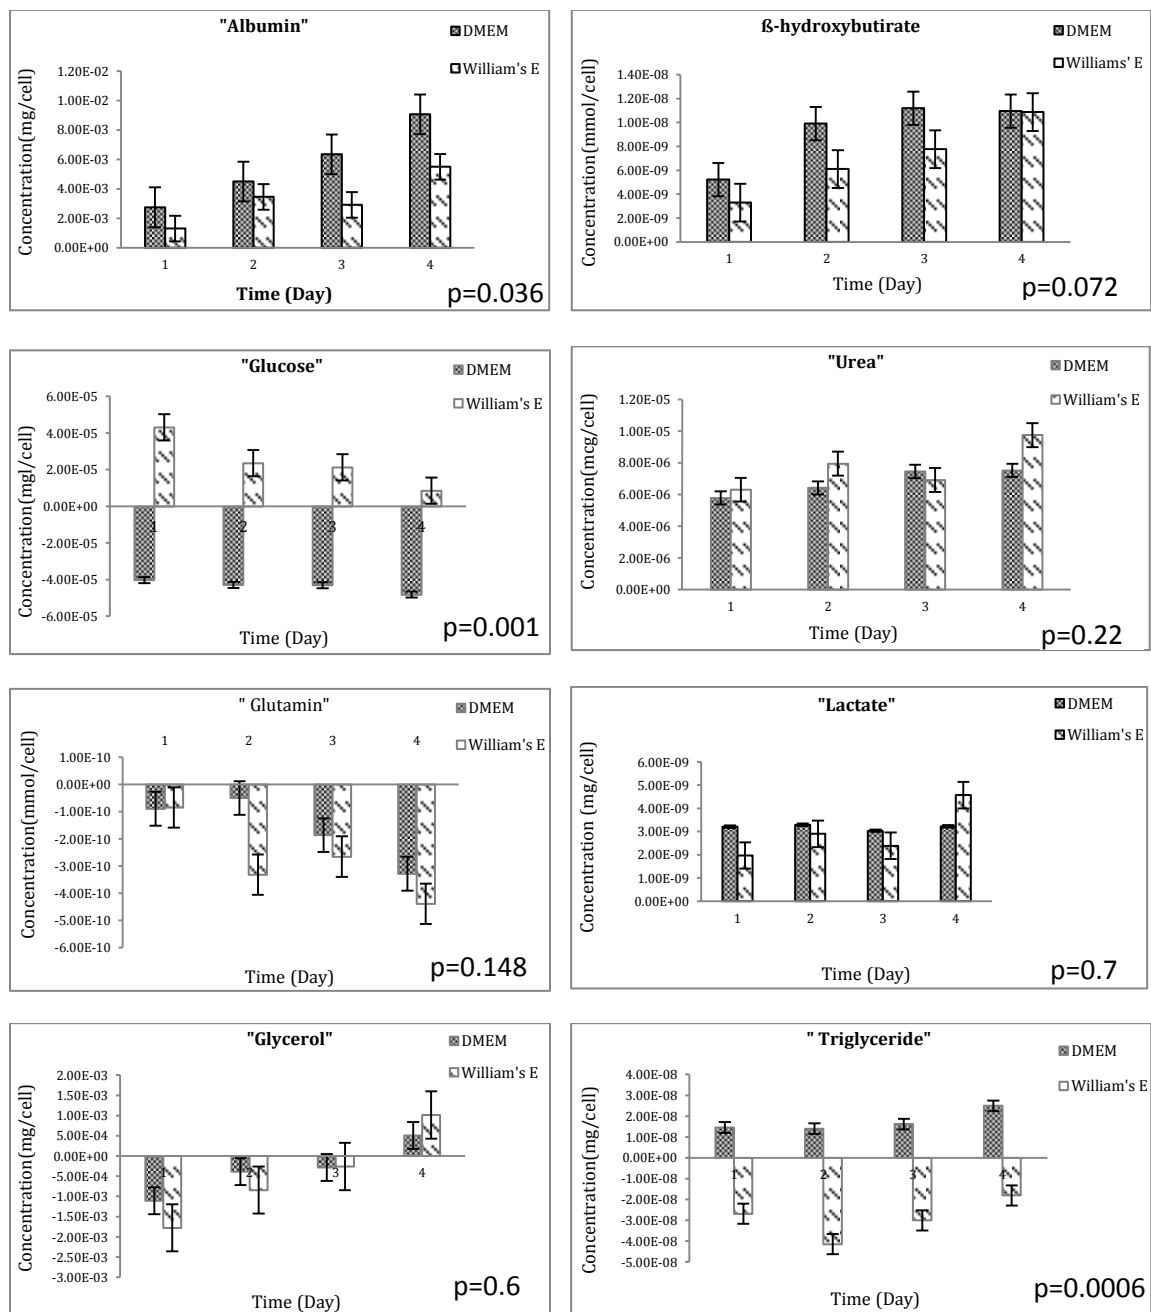 "Albumin"
DMEM
William's E
Concentration(mg/cell)
1.20E-02
1.00E-02
8.00E-03
6.00E-03
4.00E-03
2.00E-03
0.00E+00
1 2 3 4
Time (Day)
p=0.036
ß-hydroxybutirate
DMEM
Williams' E
Concentration(mmol/cell)
1.40E-08
1.20E-08
1.00E-08
8.00E-09
6.00E-09
4.00E-09
2.00E-09
0.00E+00
1 2 3 4
Time (Day)
p=0.072
"Glucose"
DMEM
William's E
Concentration(mgl/cell)
6.00E-05
4.00E-05
2.00E-05
0.00E+00
-2.00E-05
-4.00E-05
-6.00E-05
1 2 3 4
Time (Day)
p=0.001
"Urea"
DMEM
William's E
Concentration(mcg/cell)
1.20E-05
1.00E-05
8.00E-06
6.00E-06
4.00E-06
2.00E-06
0.00E+00
1 2 3 4
Time (Day)
p=0.22
" Glutamin"
DMEM
William's E
Concentration(mmol/cell)
1 2 3 4
1.00E-10
0.00E+00
-1.00E-10
-2.00E-10
-3.00E-10
-4.00E-10
-5.00E-10
-6.00E-10
Time (Day)
p=0.148
"Lactate"
DMEM
William's E
Concentration (mg/cell)
6.00E-09
5.00E-09
4.00E-09
3.00E-09
2.00E-09
1.00E-09
0.00E+00
1 2 3 4
Time (Day)
p=0.7
"Glycerol"
DMEM
William's E
Concentration(mg/cell)
2.00E-03
1.50E-03
1.00E-03
5.00E-04
0.00E+00
-5.00E-04
-1.00E-03
-1.50E-03
-2.00E-03
-2.50E-03
-3.00E-03
1 2 3 4
Time (Day)
p=0.6
" Triglyceride"
DMEM
William's E
Concentration(mg/cell)
4.00E-08
3.00E-08
2.00E-08
1.00E-08
0.00E+00
-1.00E-08
-2.00E-08
-3.00E-08
-4.00E-08
-5.00E-08
1 2 3 4
Time (Day)
p=0.0006